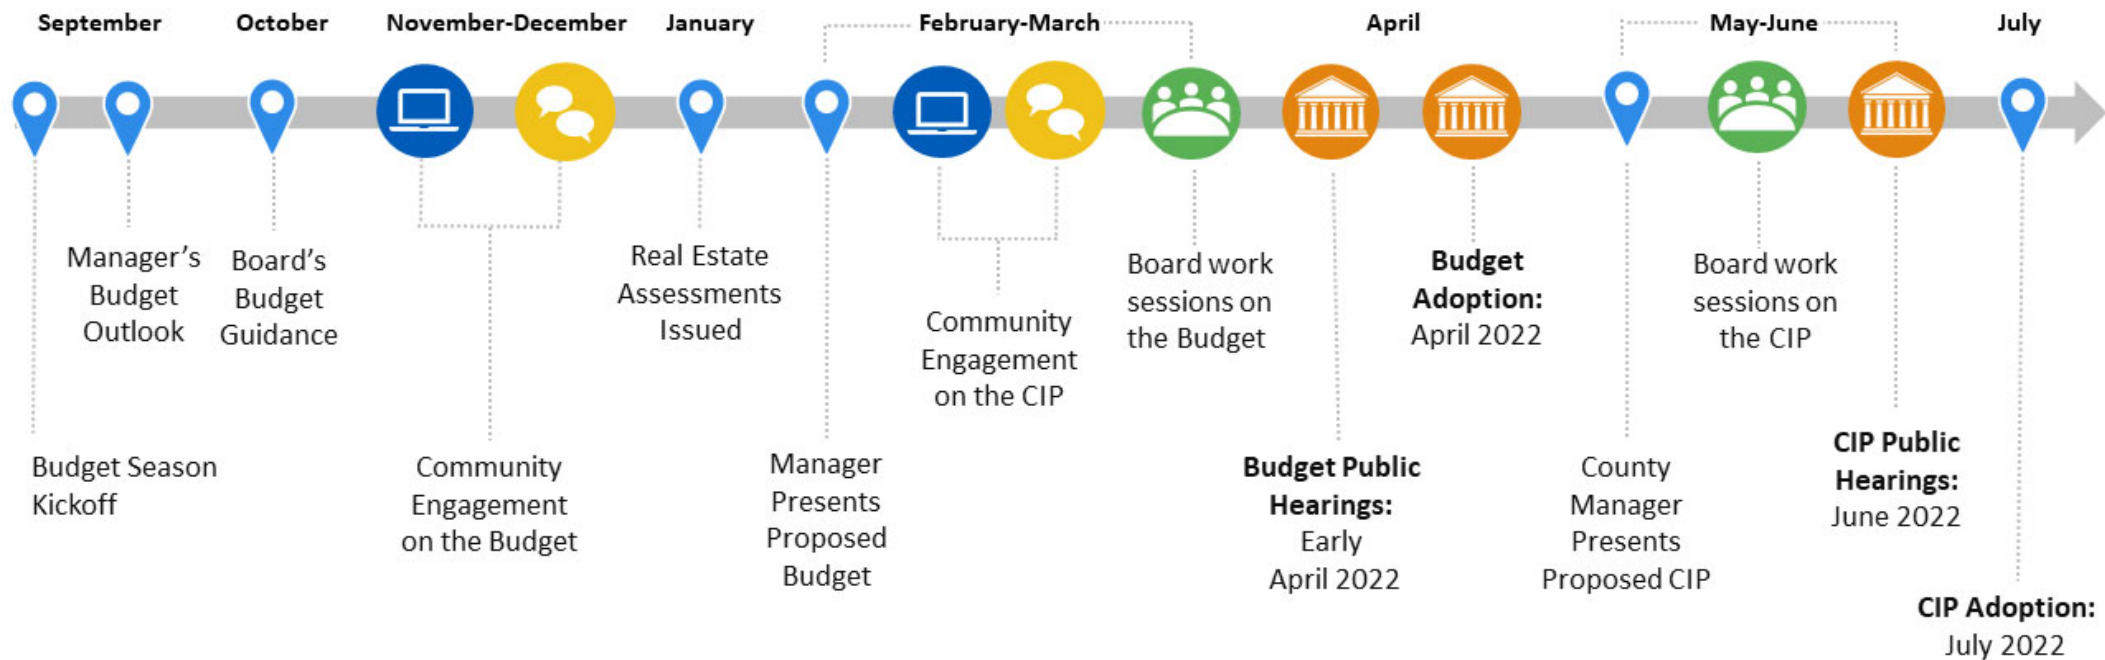 September
October
November-December
January
February-March
April
May-June
July
Budget Season
Kickoff
Manager’s
Budget
Outlook
Board’s
Budget
Guidance
Community
Engagement
on the Budget
Real Estate
Assessments
Issued
Manager
Presents
Proposed
Budget
Community
Engagement
on the CIP
Board work
sessions on
the Budget
Budget Public
Hearings:
Early
April 2022
Budget
Adoption:
April 2022
County
Manager
Presents
Proposed CIP
Board work
sessions on
the CIP
CIP Public
Hearings:
June 2022
CIP Adoption:
July 2022